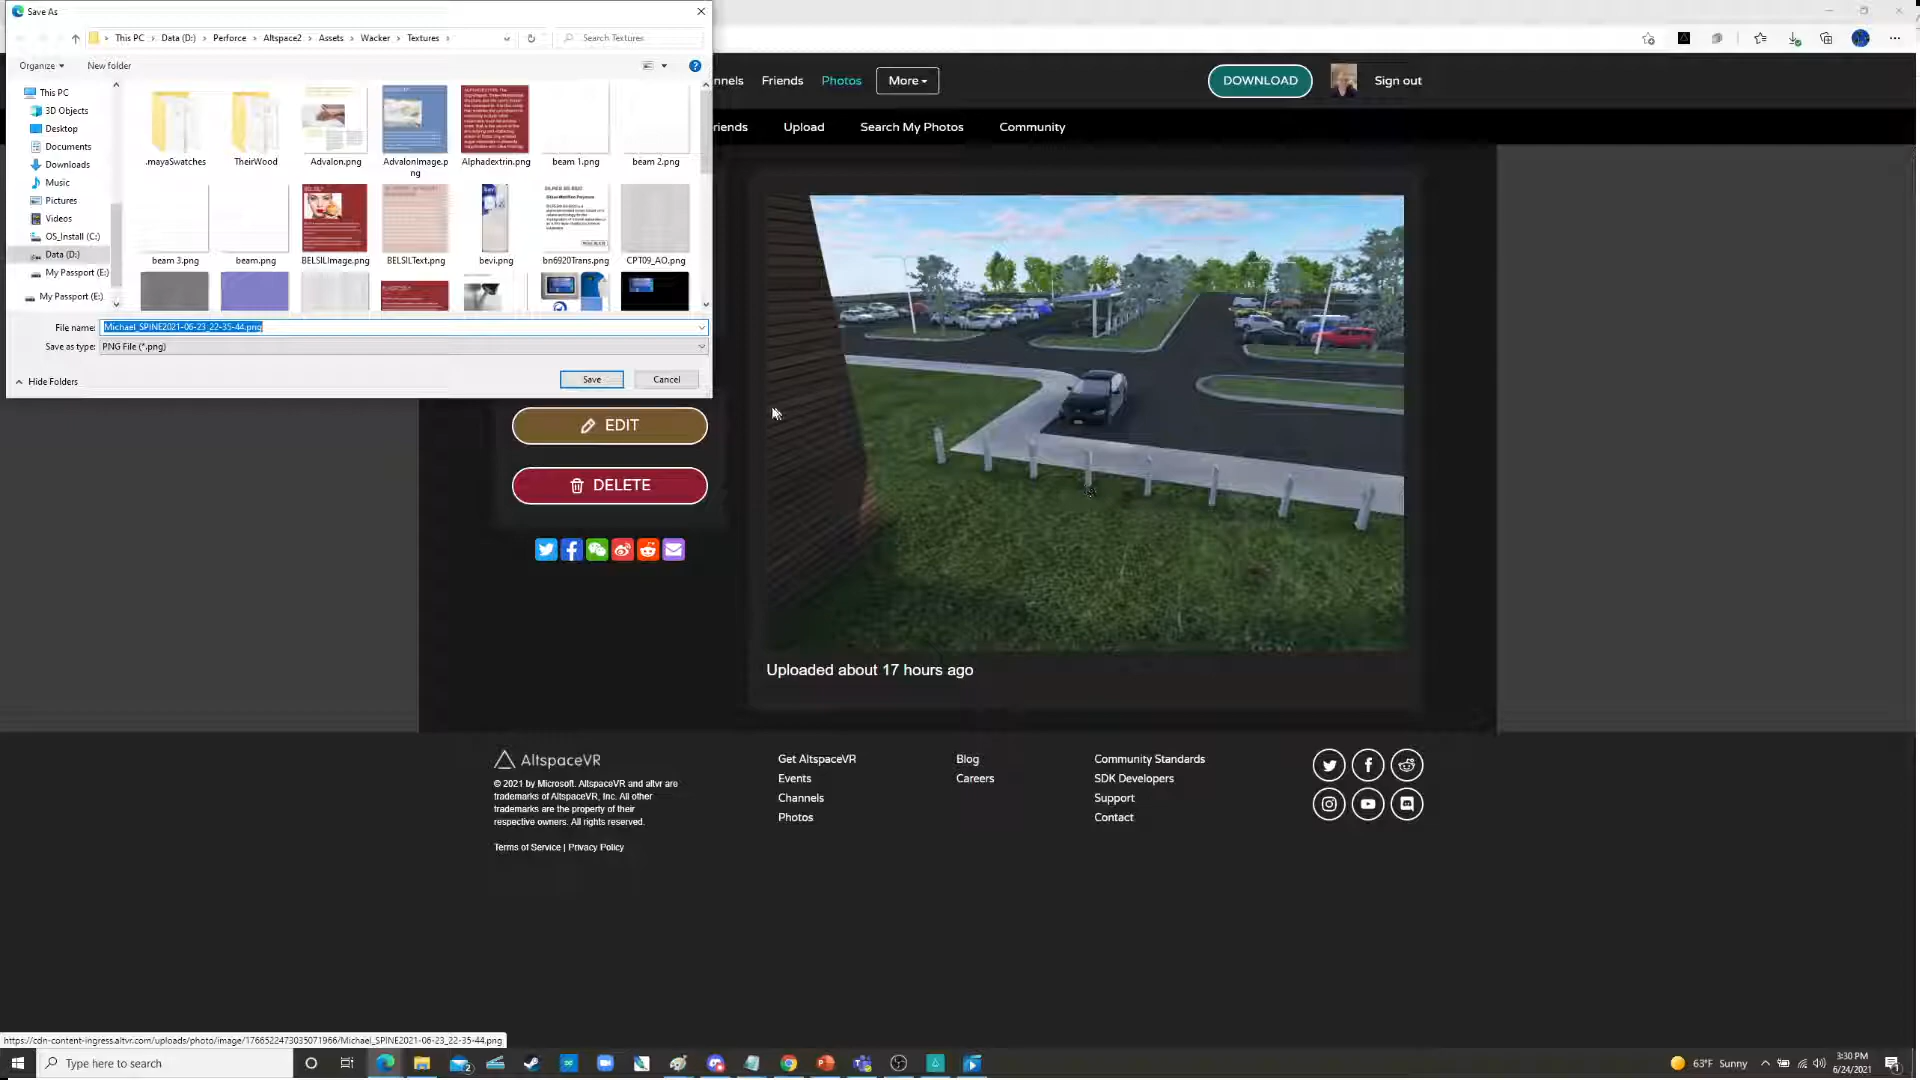 Save As
This PC > Data (D:) > Perforce > Altspace2 > Assets > Wacker > Textures >
Search Textures
Organize
New folder
This PC
3D Objects
Desktop
Documents
Downloads
Music
Pictures
Videos
OS_Install (C:)
Data (D:)
My Passport (E:)
My Passport (E:)
.mayaSwatches
TheirWood
Advalon.png
AdvalonImage.p
ng
Alphadextrin.png
beam 1.png
beam 2.png
beam 3.png
beam.png
BELSILImage.png
BELSILText.png
bevi.png
bn6920Trans.png
CPT09_AO.png
File name:
Michael_SPINE2021-06-23_22-35-44.png
Save as type:
PNG File (*.png)
Hide Folders
Save
Cancel
nnels
Friends
Photos
More
DOWNLOAD
Sign out
riends
Upload
Search My Photos
Community
EDIT
DELETE
Uploaded about 17 hours ago
AltspaceVR
© 2021 by Microsoft. AltspaceVR and altvr are
trademarks of AltspaceVR, Inc. All other
trademarks are the property of their
respective owners. All rights reserved.
Terms of Service | Privacy Policy
Get AltspaceVR
Events
Channels
Photos
Blog
Careers
Community Standards
SDK Developers
Support
Contact
https://cdn-content-ingress.altvr.com/uploads/photo/image/1766522473035071966/Michael_SPINE2021-06-23_22-35-44.png
Type here to search
2
63°F Sunny
3:30 PM
6/24/2021